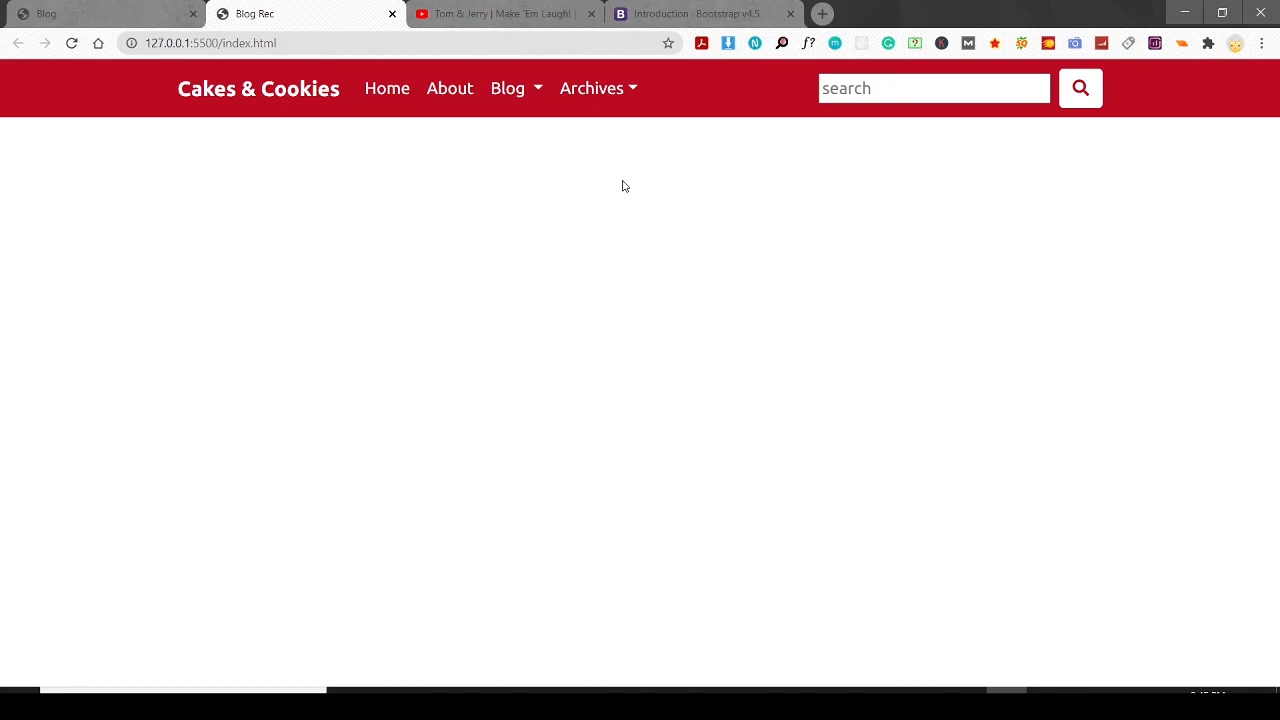 Blog
Blog Rec
Tom & Jerry | Make 'Em Laugh! |
Introduction · Bootstrap v4.5
127.0.0.1:5500/index.html
Cakes & Cookies
Home
About
Blog
Archives
search